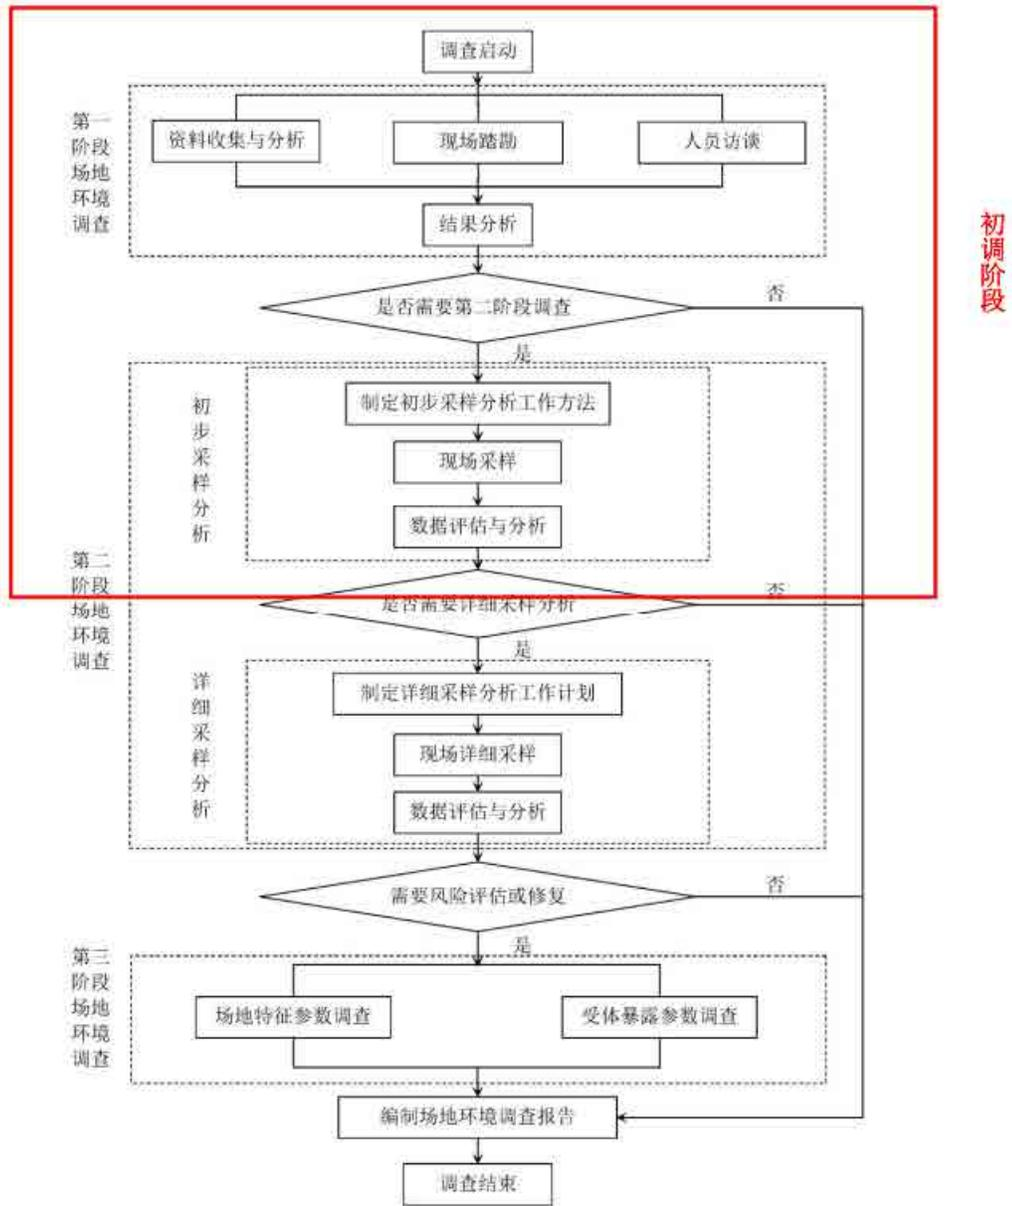 调查启动
第一
阶段
场地
环境
调查
资料收集与分析
现场踏勘
人员访谈
结果分析
初调阶段
是否需要第二阶段调查
否
是
初步采样分析
制定初步采样分析工作方法
现场采样
数据评估与分析
第二
阶段
场地
环境
调查
是否需要详细采样分析
否
是
详细采样分析
制定详细采样分析工作计划
现场详细采样
数据评估与分析
需要风险评估或修复
否
是
第三
阶段
场地
环境
调查
场地特征参数调查
受体暴露参数调查
编制场地环境调查报告
调查结束